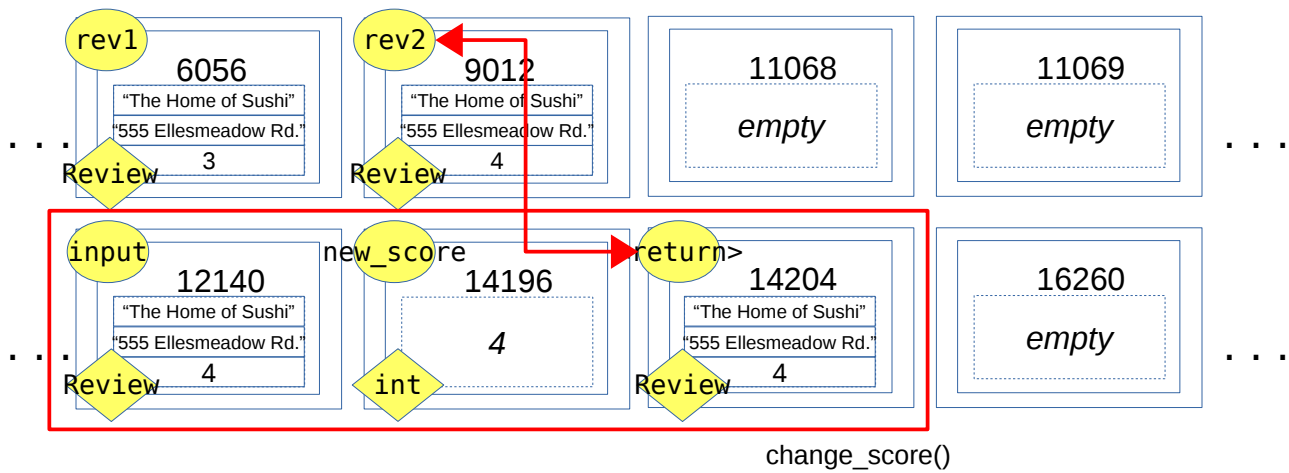 rev1
6056
“The Home of Sushi”
“555 Ellesmeadow Rd.”
3
Review
rev2
9012
“The Home of Sushi”
“555 Ellesmeadow Rd.”
4
Review
11068
empty
11069
empty
...
...
input
12140
“The Home of Sushi”
“555 Ellesmeadow Rd.”
4
Review
new_score
14196
4
int
return>
14204
“The Home of Sushi”
“555 Ellesmeadow Rd.”
4
Review
16260
empty
...
...
change_score()